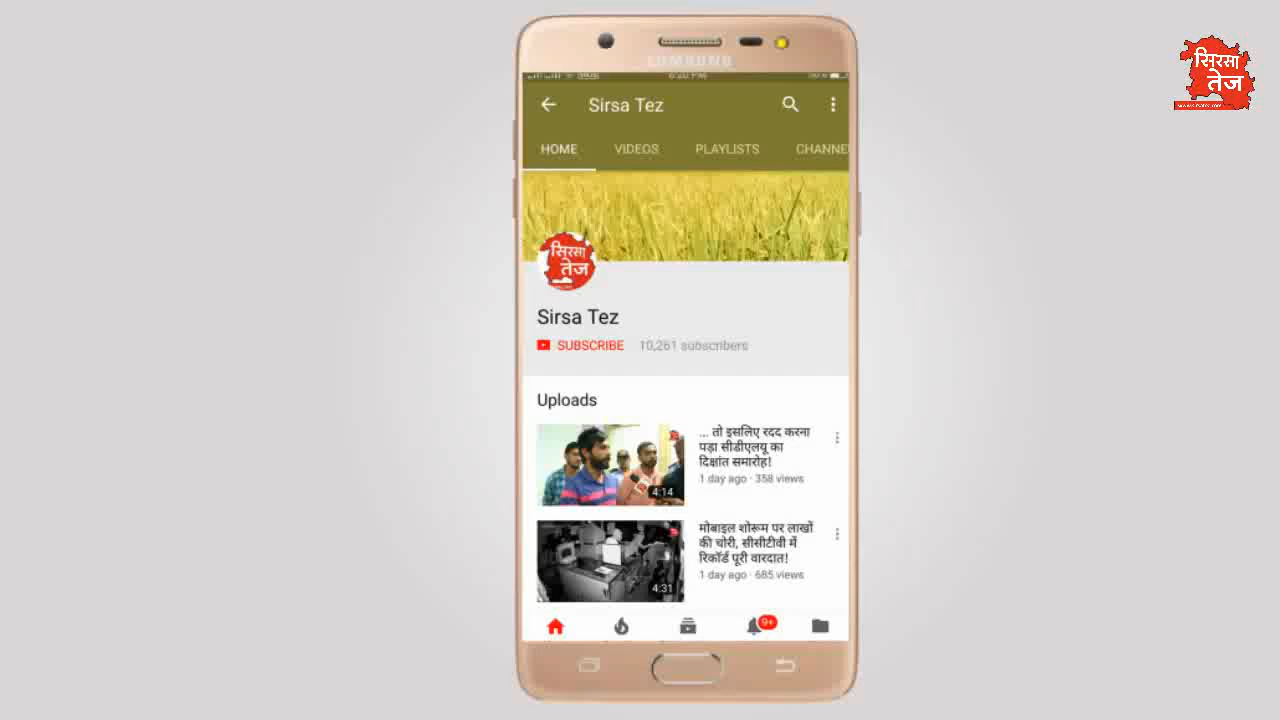 सिरसा
तेज
SAMSUNG
Sirsa Tez
HOME VIDEOS PLAYLISTS CHANNE
सिरसा
तेज
Sirsa Tez
SUBSCRIBE 10,261 subscribers
Uploads
... तो इसलिए रदद करना
पड़ा सीडीएलयू का
दिक्षांत समारोह!
1 day ago · 358 views
4:14
मोबाइल शोरूम पर लाखों
की चोरी, सीसीटीवी में
रिकॉर्ड पूरी वारदात!
1 day ago · 685 views
4:31
9+